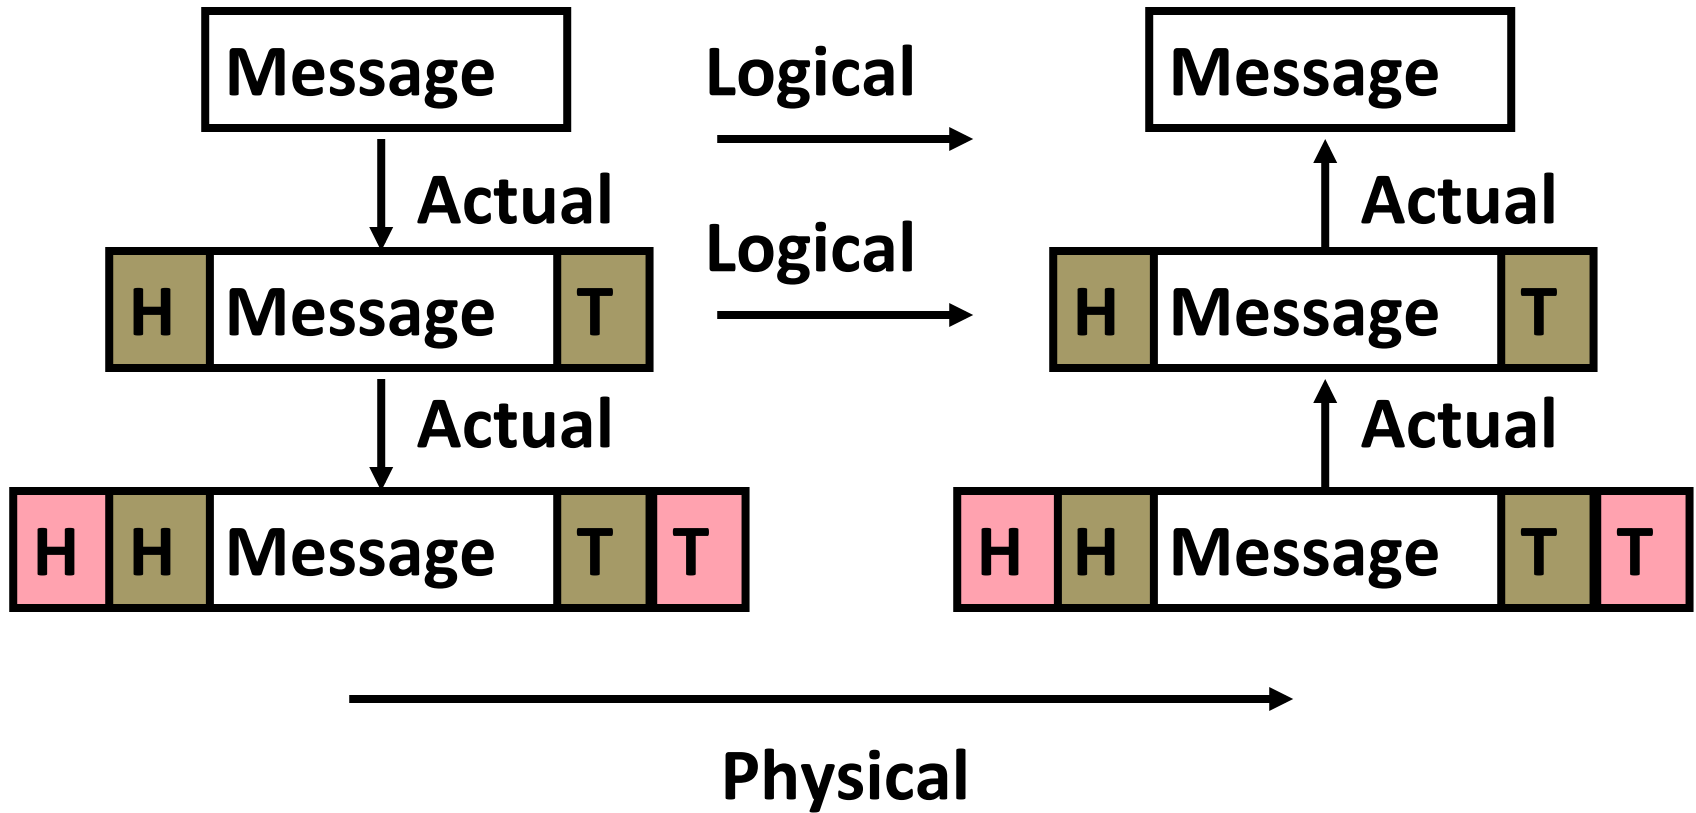 Message Logical Message
Actual Actual
Logical
H Message T H Message T
Actual Actual
H H Message T T H H Message T T
Physical